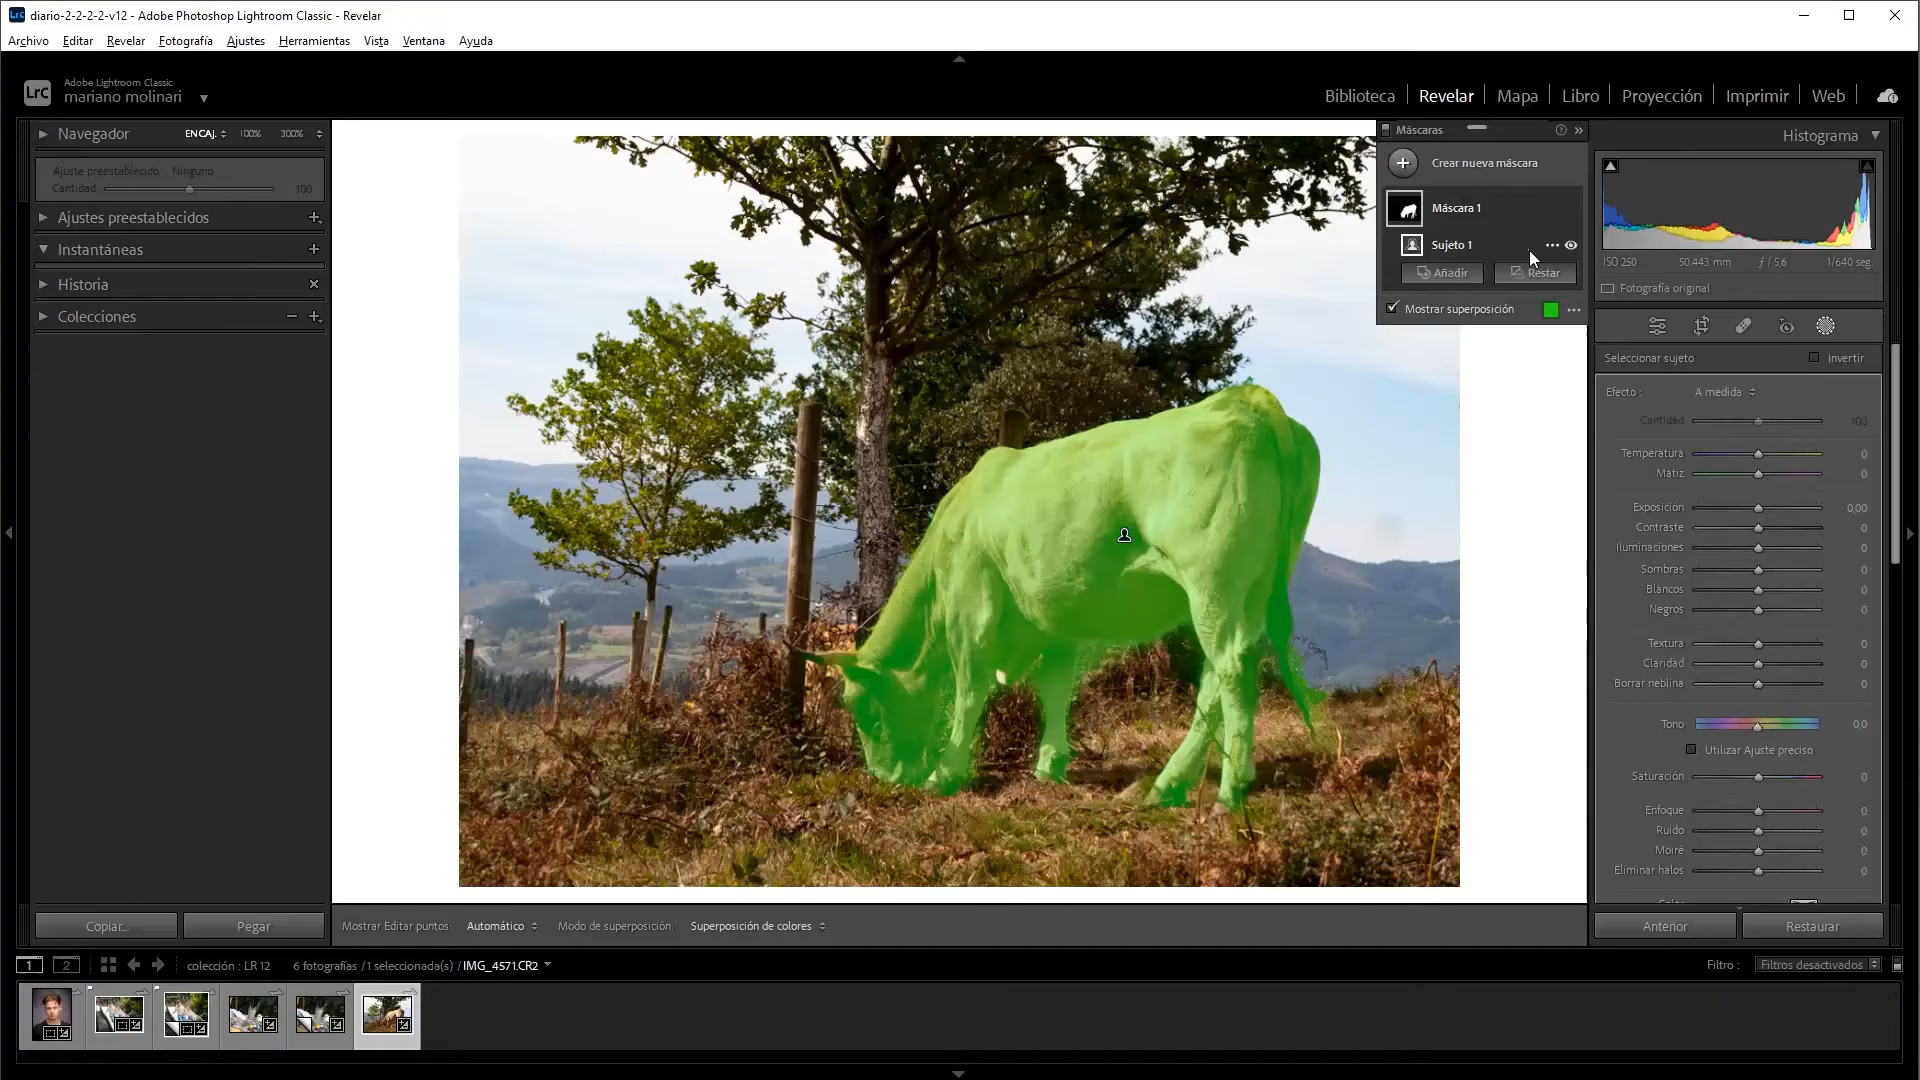 LrC diario-2-2-2-2-v12 - Adobe Photoshop Lightroom Classic - Revelar
Archivo Editar Revelar Fotografía Ajustes Herramientas Vista Ventana Ayuda
LrC
Adobe Lightroom Classic
mariano molinari
Biblioteca Revelar Mapa Libro Proyección Imprimir Web
Navegador ENCAJ. 100% 300%
Ajuste preestablecido: Ninguno
Cantidad 100
Ajustes preestablecidos
Instantáneas
Historia
Colecciones
Máscaras
Crear nueva máscara
Máscara 1
Sujeto 1
Añadir Restar
Mostrar superposición
Histograma
ISO 250 50,443 mm ƒ / 5,6 1/640 seg.
Fotografía original
Seleccionar sujeto Invertir
Efecto : A medida
Cantidad 100
Temperatura 0
Matiz 0
Exposición 0,00
Contraste 0
Iluminaciones 0
Sombras 0
Blancos 0
Negros 0
Textura 0
Claridad 0
Borrar neblina 0
Tono 0,0
Utilizar Ajuste preciso
Saturación 0
Enfoque 0
Ruido 0
Moiré 0
Eliminar halos 0
Copiar... Pegar
Mostrar Editar puntos: Automático Modo de superposición: Superposición de colores
Anterior Restaurar
1 2 colección : LR 12 6 fotografías /1 seleccionada(s) /IMG_4571.CR2
Filtro : Filtros desactivados